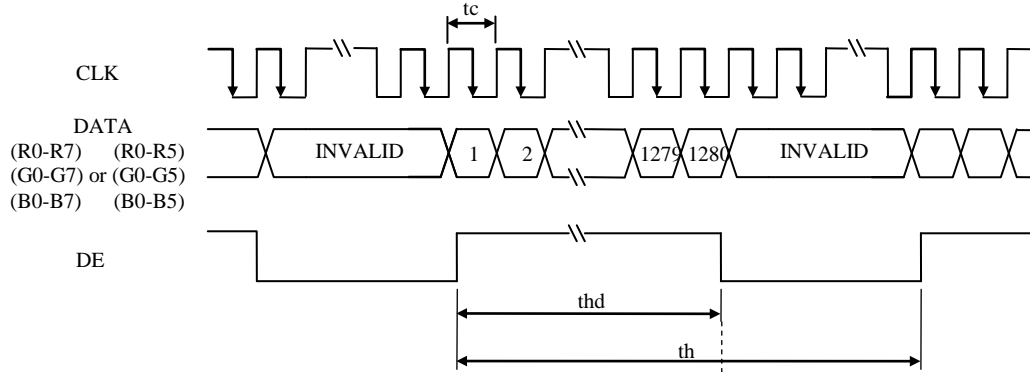 tc
CLK
DATA
(R0-R7) (R0-R5)
(G0-G7) or (G0-G5)
(B0-B7) (B0-B5)
INVALID 1 2 1279 1280 INVALID
DE
thd
th